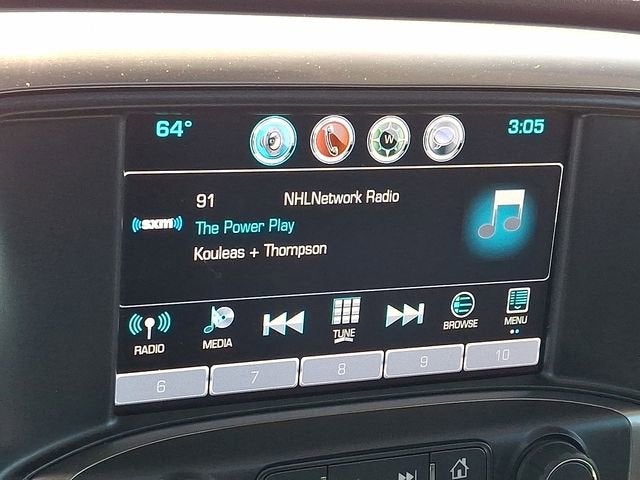 64° W 3:05
91 NHLNetwork Radio
((sxm)) The Power Play
Kouleas + Thompson
RADIO MEDIA TUNE BROWSE MENU
6 7 8 9 10